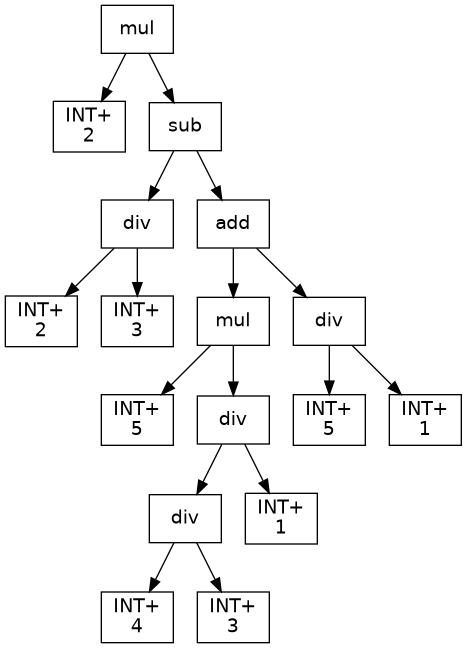 mul
INT+
2
sub
div
add
INT+
2
INT+
3
mul
div
INT+
5
div
INT+
5
INT+
1
div
INT+
1
INT+
4
INT+
3